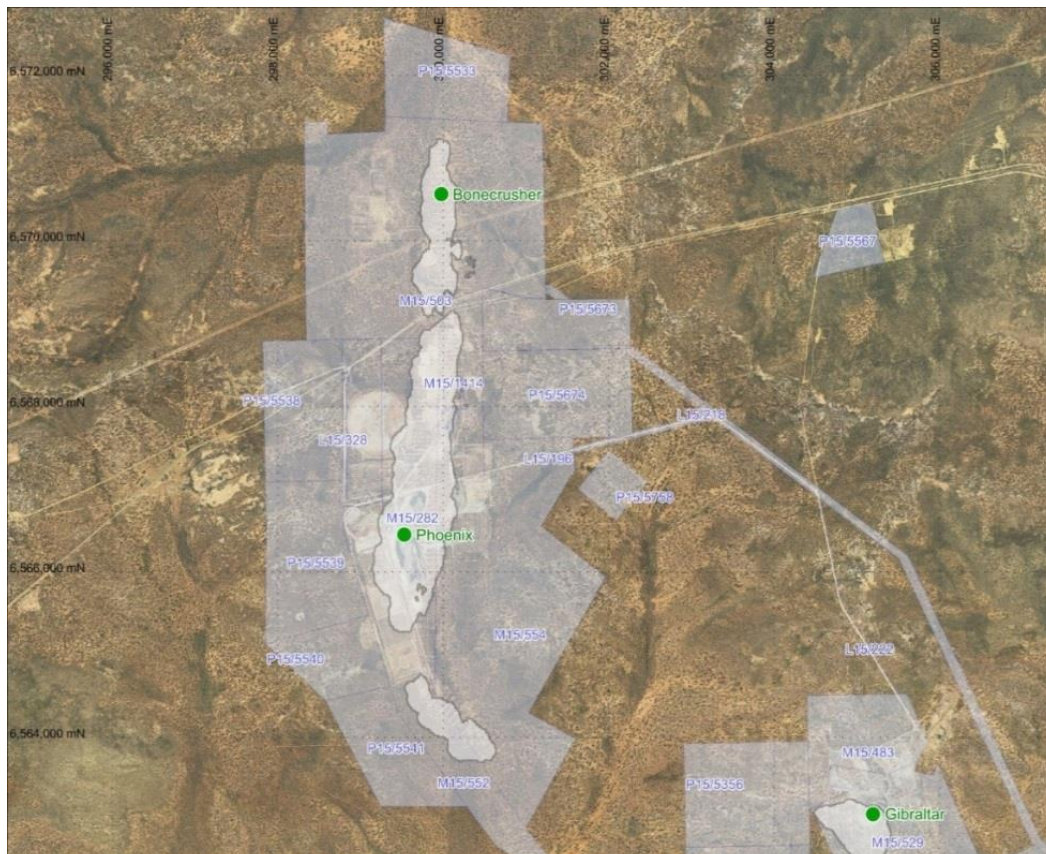 296,000 mE
298,000 mE
300,000 mE
302,000 mE
304,000 mE
306,000 mE
6,572,000 mN
P15/5533
Bonecrusher
6,570,000 mN
P15/5567
M15/503
P15/5673
M15/1414
P15/5674
6,568,000 mN
P15/5538
L15/218
L15/328
L15/196
P15/5758
M15/282
Phoenix
6,566,000 mN
P15/5539
M15/554
L15/222
P15/5540
6,564,000 mN
P15/5541
M15/483
M15/552
P15/5356
Gibraltar
M15/529